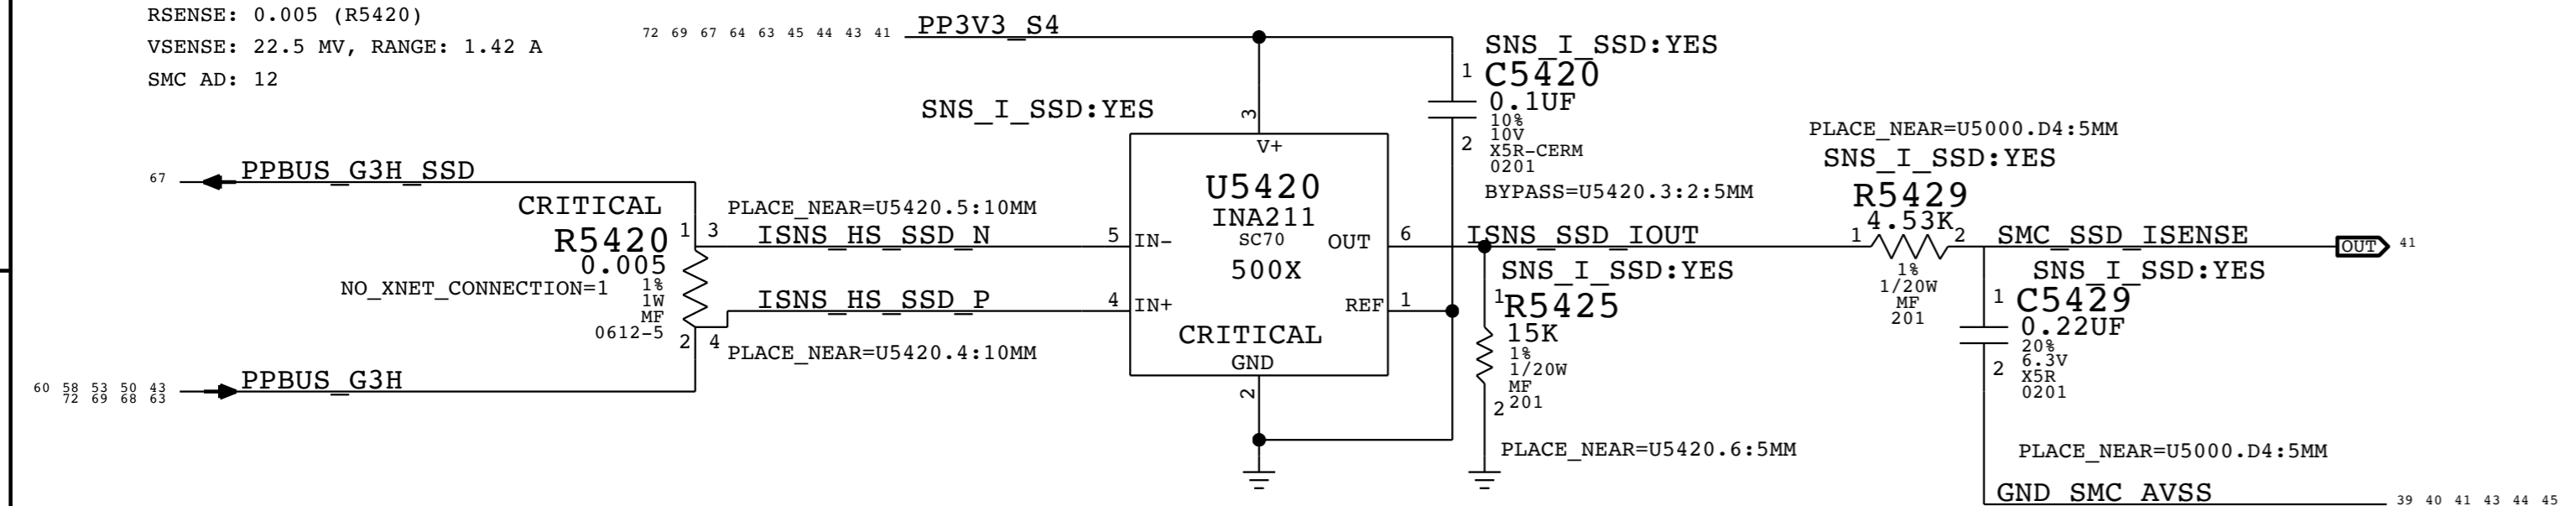 RSENSE: 0.005 (R5420)
VSENSE: 22.5 MV, RANGE: 1.42 A
SMC AD: 12
72 69 67 64 63 45 44 43 41
PP3V3_S4
SNS_I_SSD:YES
3
V+
U5420
INA211
SC70
500X
CRITICAL
GND
2
5
IN-
4
IN+
OUT
6
REF
1
67
PPBUS_G3H_SSD
CRITICAL
R5420
0.005
1%
1W
MF
0612-5
NO_XNET_CONNECTION=1
1 3
2 4
PLACE_NEAR=U5420.5:10MM
ISNS_HS_SSD_N
ISNS_HS_SSD_P
PLACE_NEAR=U5420.4:10MM
60 58 53 50 43
72 69 68 63
PPBUS_G3H
SNS_I_SSD:YES
1
C5420
0.1UF
10%
10V
2
X5R-CERM
0201
BYPASS=U5420.3:2:5MM
ISNS_SSD_IOUT
SNS_I_SSD:YES
1
R5425
15K
1%
1/20W
MF
201
2
PLACE_NEAR=U5420.6:5MM
PLACE_NEAR=U5000.D4:5MM
SNS_I_SSD:YES
R5429
4.53K
1
2
1%
1/20W
MF
201
SMC_SSD_ISENSE
OUT
41
SNS_I_SSD:YES
1
C5429
0.22UF
20%
6.3V
2
X5R
0201
PLACE_NEAR=U5000.D4:5MM
GND_SMC_AVSS
39 40 41 43 44 45